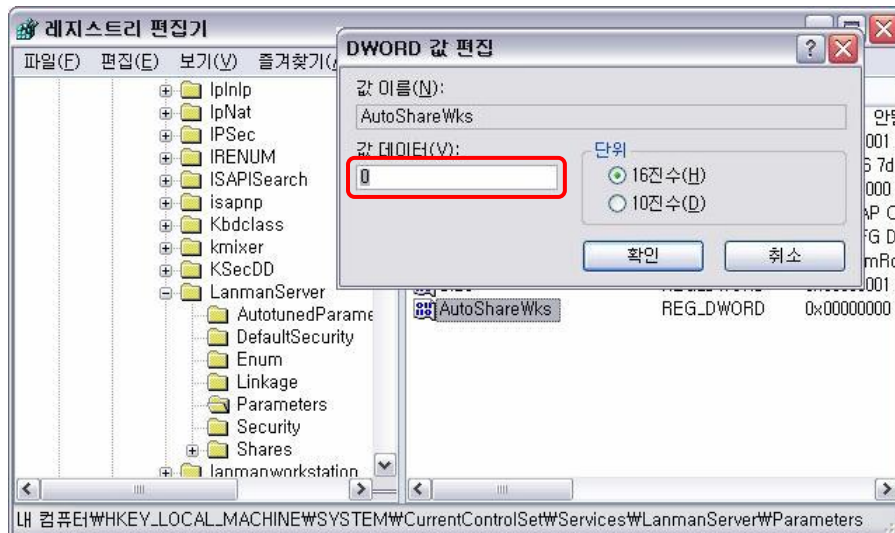 레지스트리 편집기
파일(F) 편집(E) 보기(V) 즐겨찾기(
IpInIp
IpNat
IPSec
IRENUM
ISAPISearch
isapnp
Kbdclass
kmixer
KSecDD
LanmanServer
AutotunedParame
DefaultSecurity
Enum
Linkage
Parameters
Security
Shares
lanmanworkstation
DWORD 값 편집
값 이름(N):
AutoShareWks
값 데이터(V):
0
단위
16진수(H)
10진수(D)
확인 취소
001
000
001
AutoShareWks REG_DWORD 0x00000000
내 컴퓨터₩HKEY_LOCAL_MACHINE₩SYSTEM₩CurrentControlSet₩Services₩LanmanServer₩Parameters